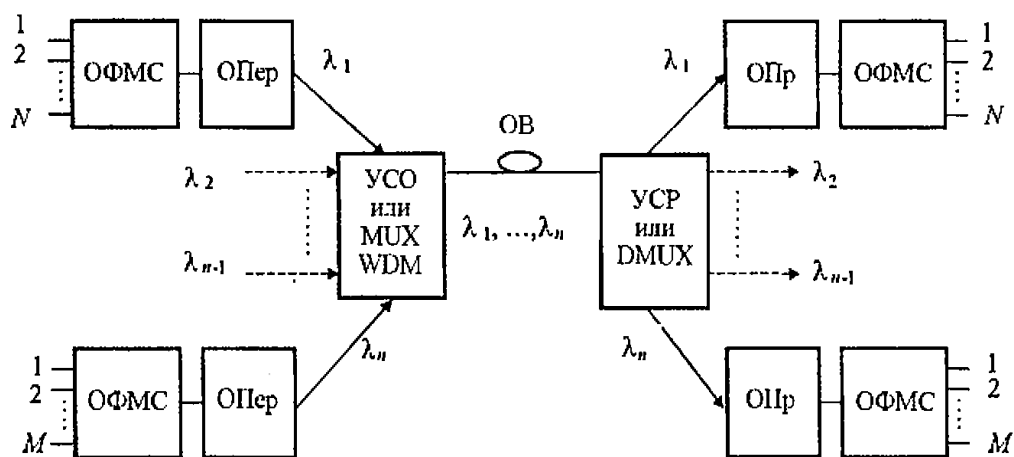 1
2
N
ОФМС
ОПер
λ1
ОПр
ОФМС
1
2
N
ОВ
λ2
λn-1
УСО
или
MUX
WDM
λ1, ...,λn
УСР
или
DMUX
λ2
λn-1
λn
λn
1
2
M
ОФМС
ОПер
ОПр
ОФМС
1
2
M
λ1